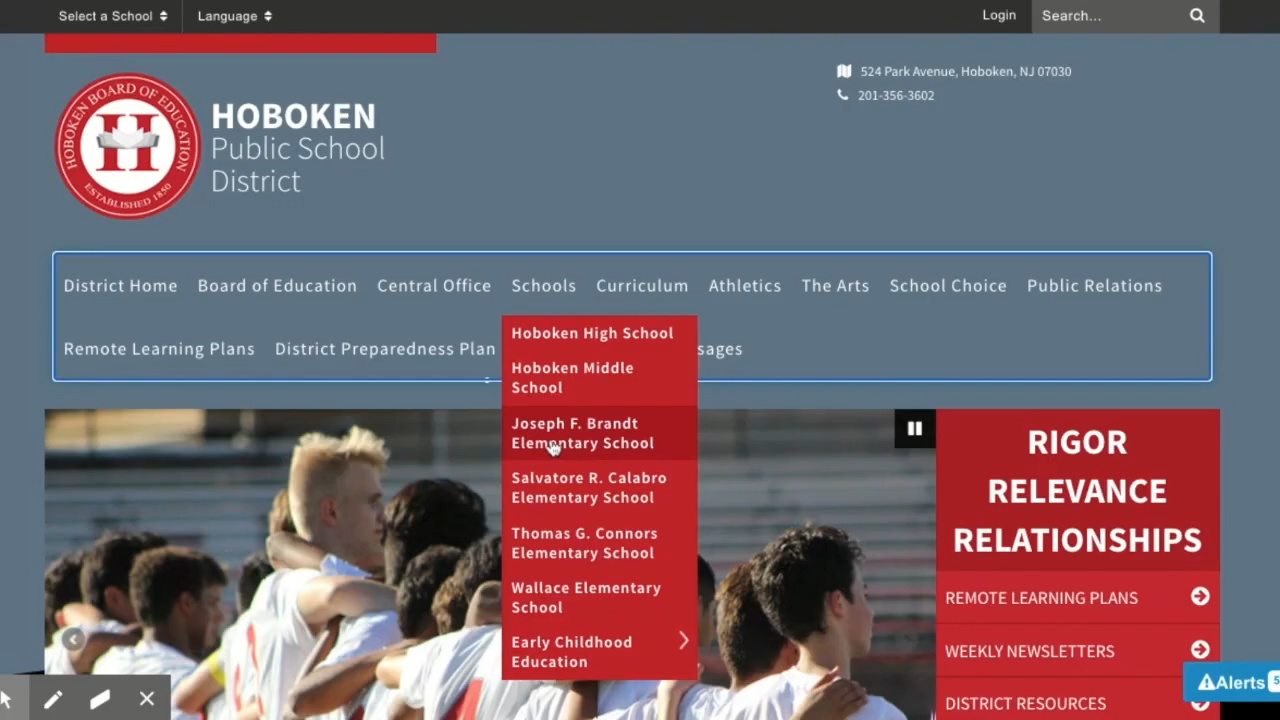 Select a School
Language
Login
Search...
HOBOKEN BOARD OF EDUCATION
H
ESTABLISHED 1850
HOBOKEN
Public School
District
524 Park Avenue, Hoboken, NJ 07030
201-356-3602
District Home
Board of Education
Central Office
Schools
Curriculum
Athletics
The Arts
School Choice
Public Relations
Remote Learning Plans
District Preparedness Plan
sages
Hoboken High School
Hoboken Middle
School
Joseph F. Brandt
Elementary School
Salvatore R. Calabro
Elementary School
Thomas G. Connors
Elementary School
Wallace Elementary
School
Early Childhood
Education
RIGOR
RELEVANCE
RELATIONSHIPS
REMOTE LEARNING PLANS
WEEKLY NEWSLETTERS
DISTRICT RESOURCES
Alerts 5